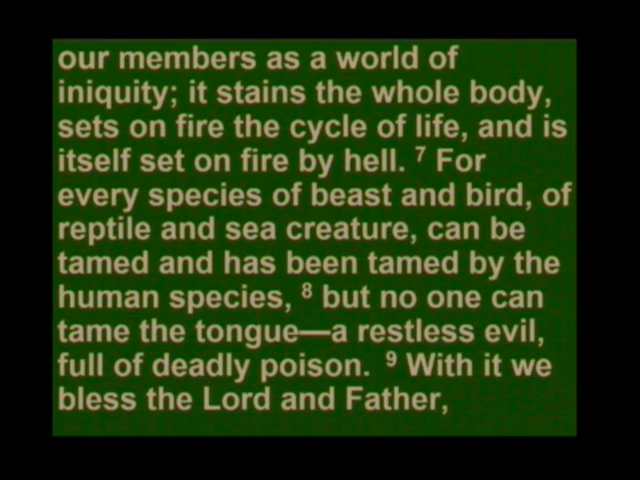 our members as a world of
iniquity; it stains the whole body,
sets on fire the cycle of life, and is
itself set on fire by hell. ⁷ For
every species of beast and bird, of
reptile and sea creature, can be
tamed and has been tamed by the
human species, ⁸ but no one can
tame the tongue—a restless evil,
full of deadly poison. ⁹ With it we
bless the Lord and Father,